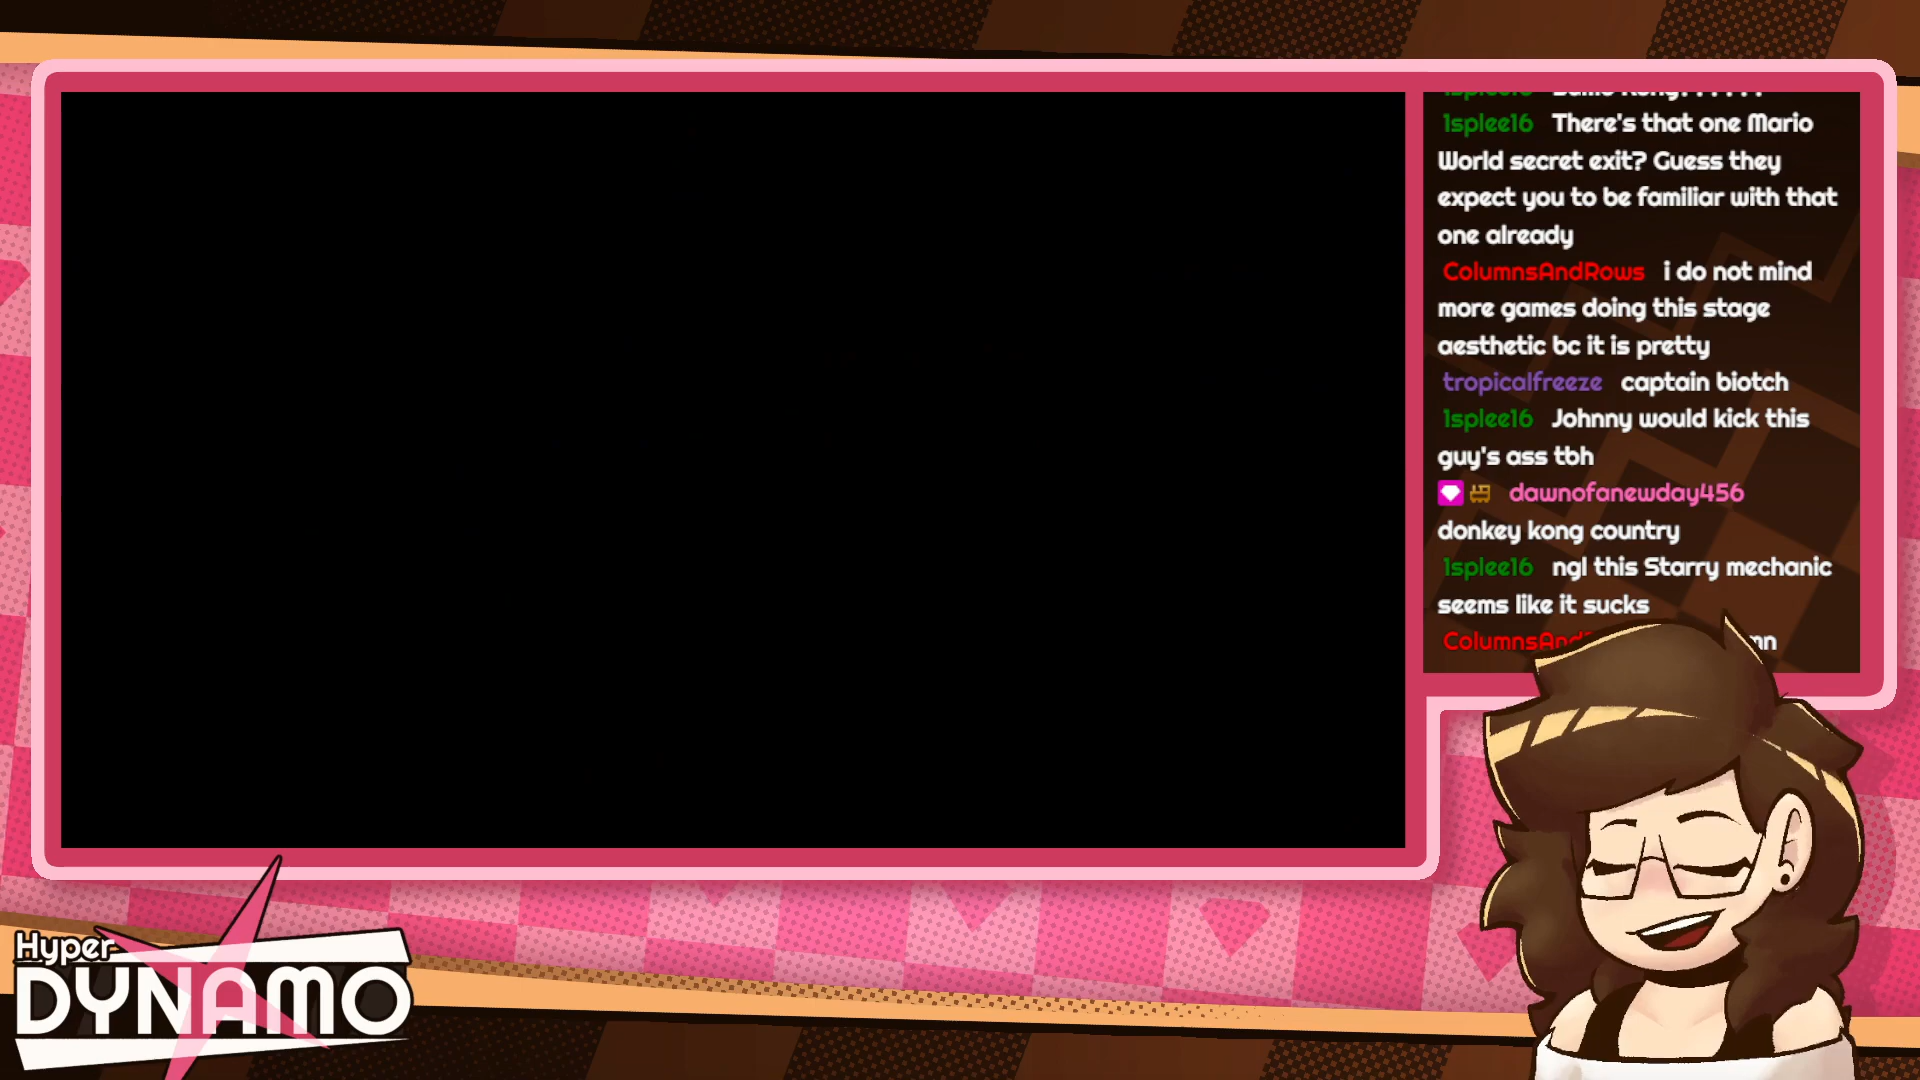 1splee16 There's that one Mario
World secret exit? Guess they
expect you to be familiar with that
one already
ColumnsAndRows i do not mind
more games doing this stage
aesthetic bc it is pretty
tropicalfreeze captain biotch
1splee16 Johnny would kick this
guy's ass tbh
dawnofanewday456
donkey kong country
1splee16 ngl this Starry mechanic
seems like it sucks
Hyper
DYNAMO